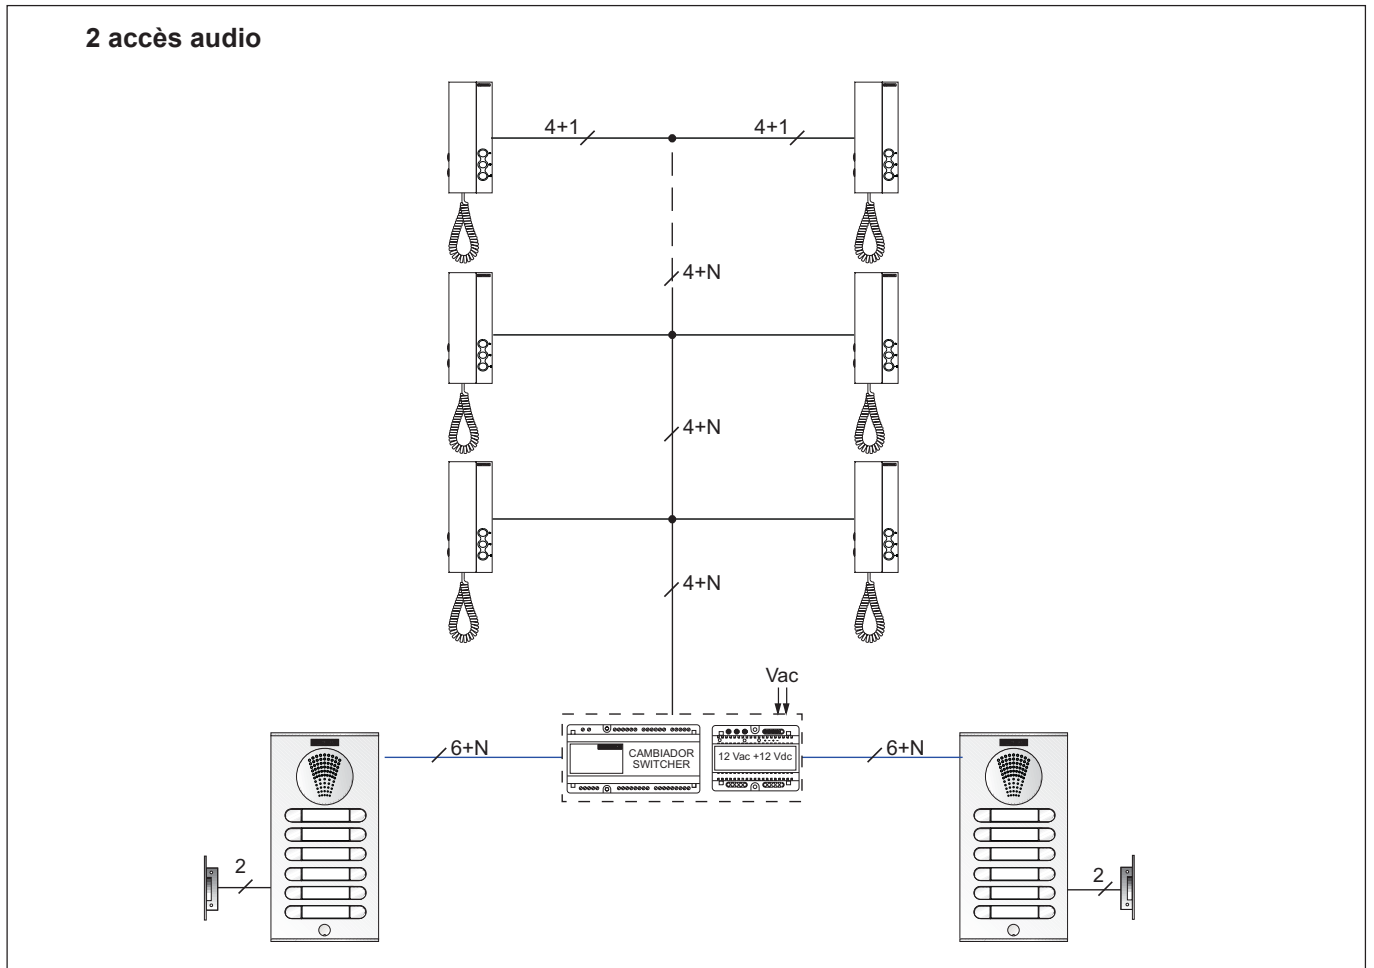 2 accès audio
4+1
4+1
4+N
4+N
4+N
Vac
6+N
CAMBIADOR
SWITCHER
12 Vac +12 Vdc
6+N
2
2